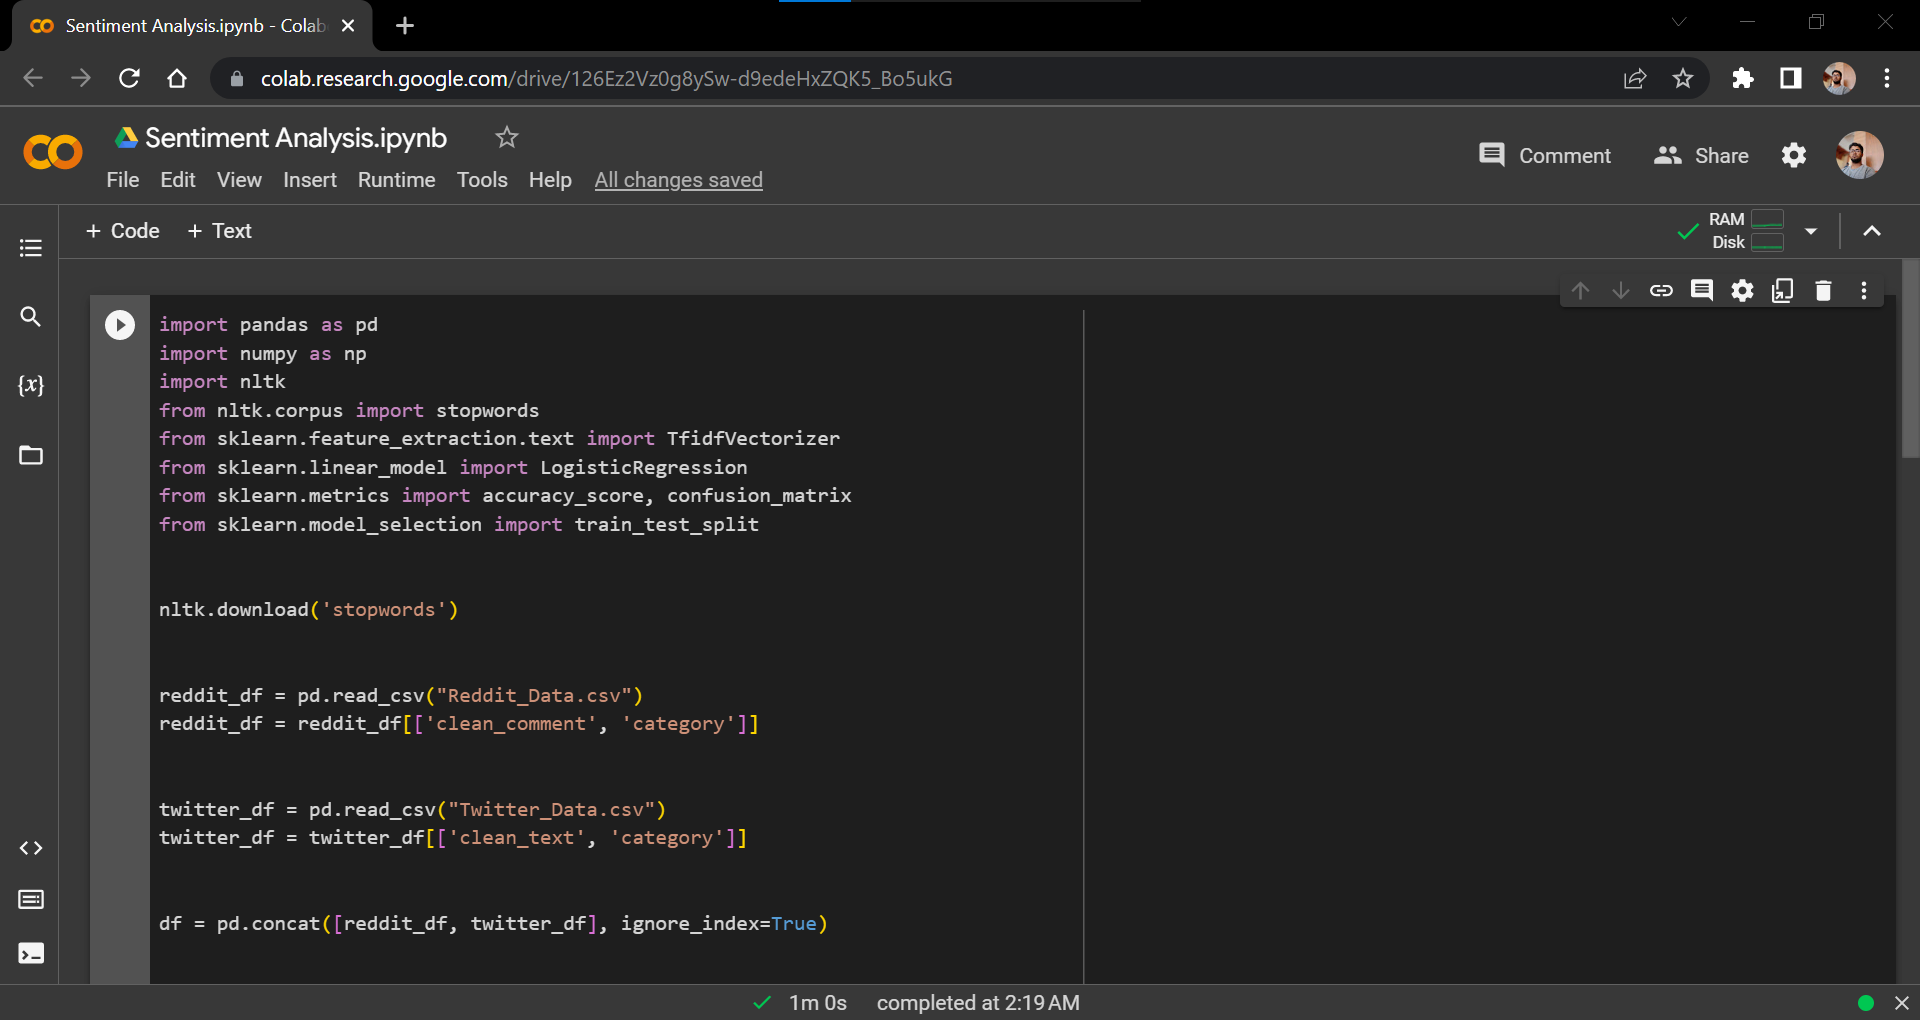 Sentiment Analysis.ipynb - Colab
colab.research.google.com/drive/126Ez2Vz0g8ySw-d9edeHxZQK5_Bo5ukG
Sentiment Analysis.ipynb
Comment
Share
File Edit View Insert Runtime Tools Help All changes saved
+ Code + Text
RAM
Disk
{x}
import pandas as pd
import numpy as np
import nltk
from nltk.corpus import stopwords
from sklearn.feature_extraction.text import TfidfVectorizer
from sklearn.linear_model import LogisticRegression
from sklearn.metrics import accuracy_score, confusion_matrix
from sklearn.model_selection import train_test_split
nltk.download('stopwords')
reddit_df = pd.read_csv("Reddit_Data.csv")
reddit_df = reddit_df[['clean_comment', 'category']]
twitter_df = pd.read_csv("Twitter_Data.csv")
twitter_df = twitter_df[['clean_text', 'category']]
df = pd.concat([reddit_df, twitter_df], ignore_index=True)
1m 0s completed at 2:19 AM